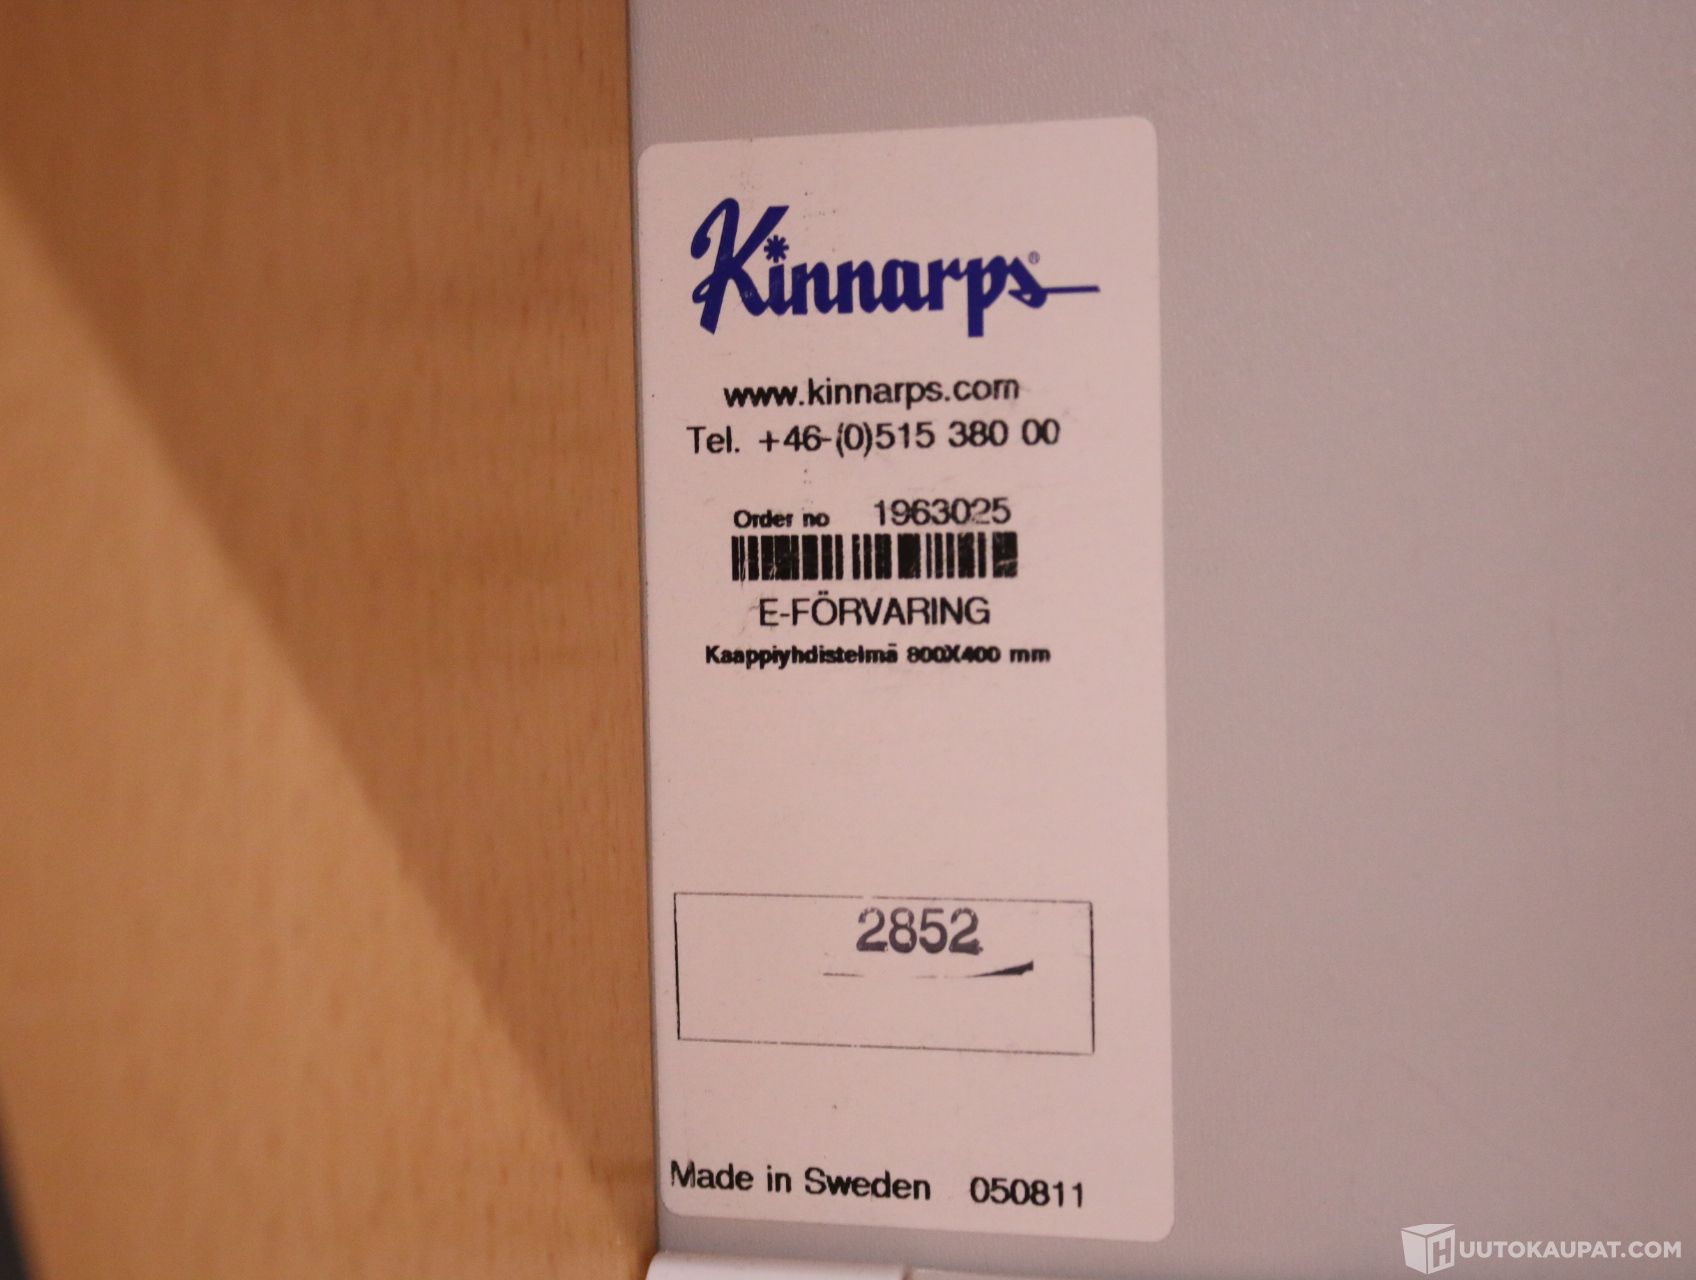 Kinnarps®
www.kinnarps.com
Tel. +46-(0)515 380 00
Order no 1963025
E-FÖRVARING
Kaappiyhdistelmä 800X400 mm
2852
Made in Sweden 050811
HUUTOKAUPAT.COM